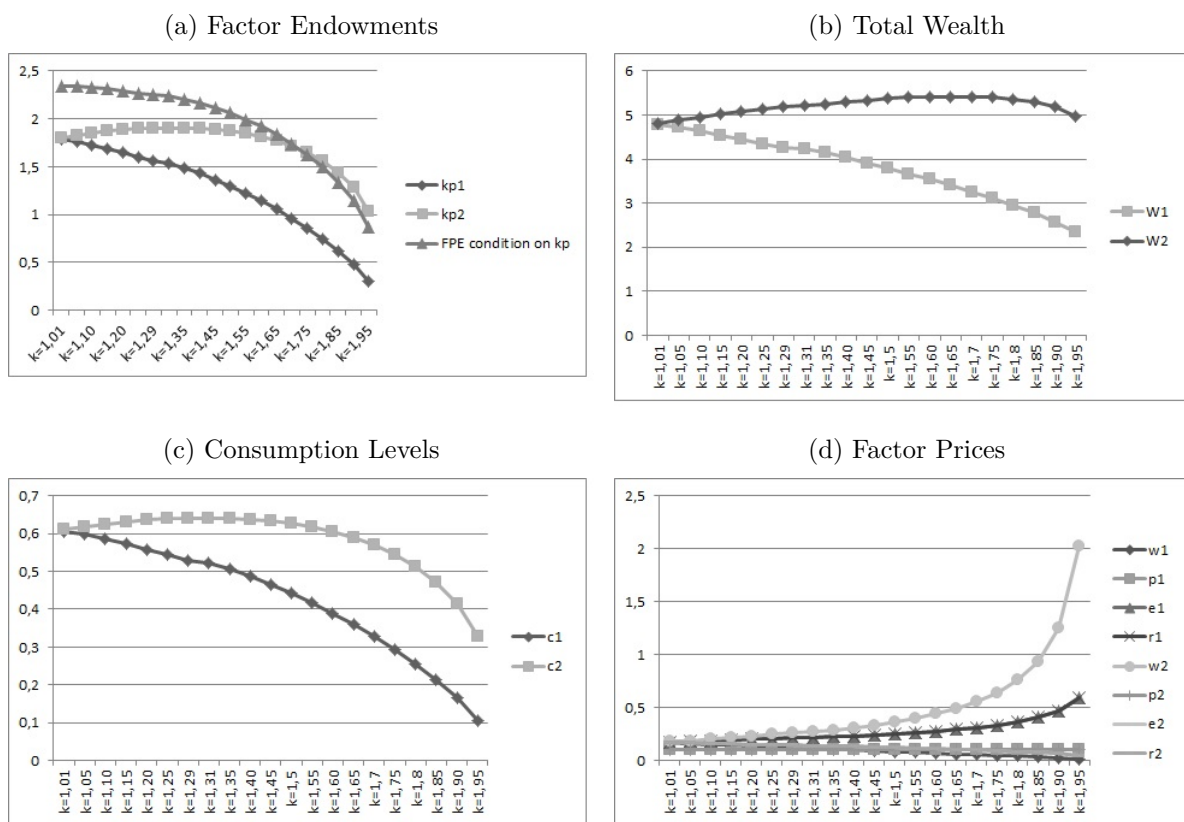 (a) Factor Endowments
2,5
2
1,5
1
0,5
0
k=1,01
k=1,10
k=1,20
k=1,29
k=1,35
k=1,45
k=1,55
k=1,65
k=1,75
k=1,85
k=1,95
kp1
kp2
FPE condition on kp
(b) Total Wealth
6
5
4
3
2
1
0
k=1,01
k=1,05
k=1,10
k=1,15
k=1,20
k=1,25
k=1,29
k=1,31
k=1,35
k=1,40
k=1,45
k=1,5
k=1,55
k=1,60
k=1,65
k=1,7
k=1,75
k=1,8
k=1,85
k=1,90
k=1,95
W1
W2
(c) Consumption Levels
0,7
0,6
0,5
0,4
0,3
0,2
0,1
0
k=1,01
k=1,05
k=1,10
k=1,15
k=1,20
k=1,25
k=1,29
k=1,31
k=1,35
k=1,40
k=1,45
k=1,5
k=1,55
k=1,60
k=1,65
k=1,7
k=1,75
k=1,8
k=1,85
k=1,90
k=1,95
c1
c2
(d) Factor Prices
2,5
2
1,5
1
0,5
0
k=1,01
k=1,05
k=1,10
k=1,15
k=1,20
k=1,25
k=1,29
k=1,31
k=1,35
k=1,40
k=1,45
k=1,5
k=1,55
k=1,60
k=1,65
k=1,7
k=1,75
k=1,8
k=1,85
k=1,90
k=1,95
w1
p1
e1
r1
w2
p2
e2
r2